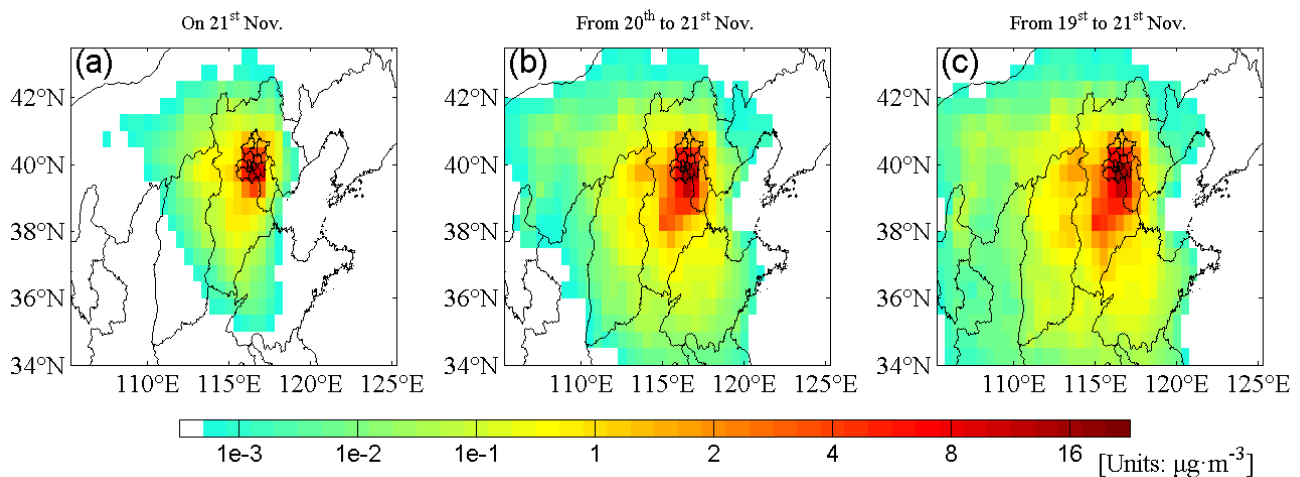 On 21st Nov.
From 20th to 21st Nov.
From 19st to 21st Nov.
(a)
(b)
(c)
42°N
40°N
38°N
36°N
34°N
42°N
40°N
38°N
36°N
34°N
42°N
40°N
38°N
36°N
34°N
110°E 115°E 120°E 125°E
110°E 115°E 120°E 125°E
110°E 115°E 120°E 125°E
1e-3 1e-2 1e-1 1 2 4 8 16
[Units: μg·m⁻³]